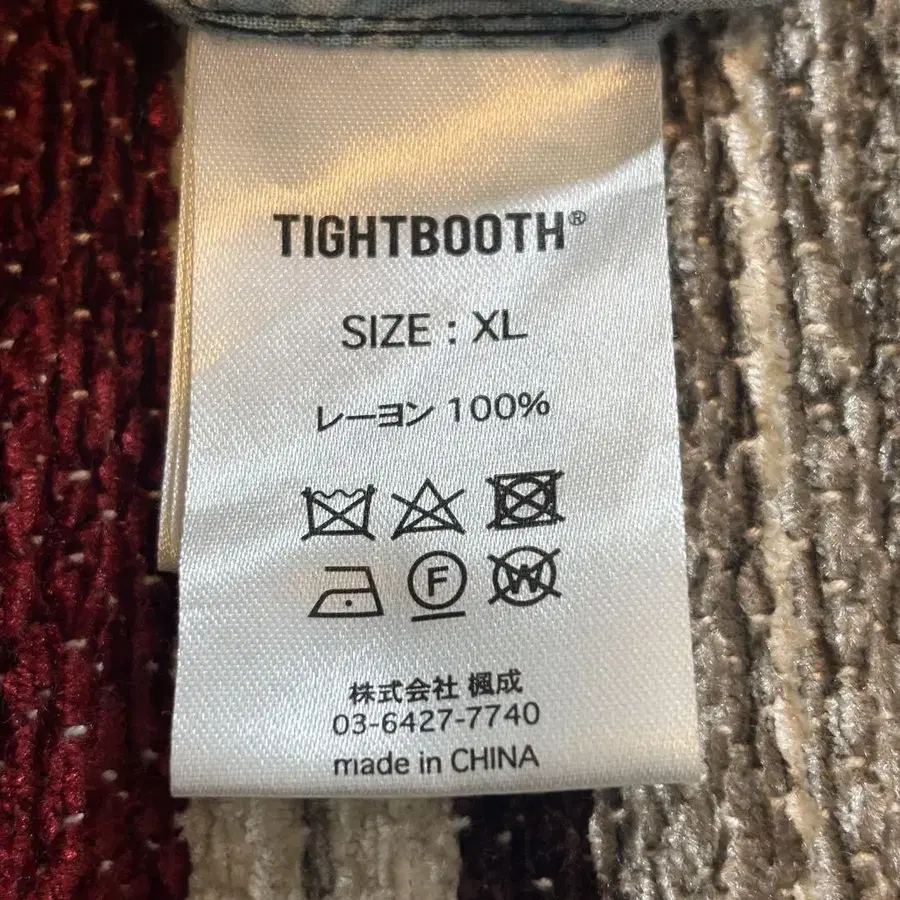 TIGHTBOOTH®
SIZE : XL
レーヨン 100%
F W
株式会社 楓成
03-6427-7740
made in CHINA